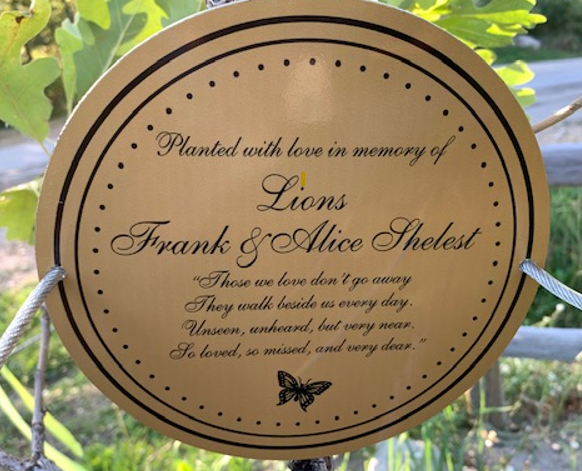 Planted with love in memory of
Lions
Frank & Alice Shelest
"Those we love don't go away
They walk beside us every day.
Unseen, unheard, but very near.
So loved, so missed, and very dear."